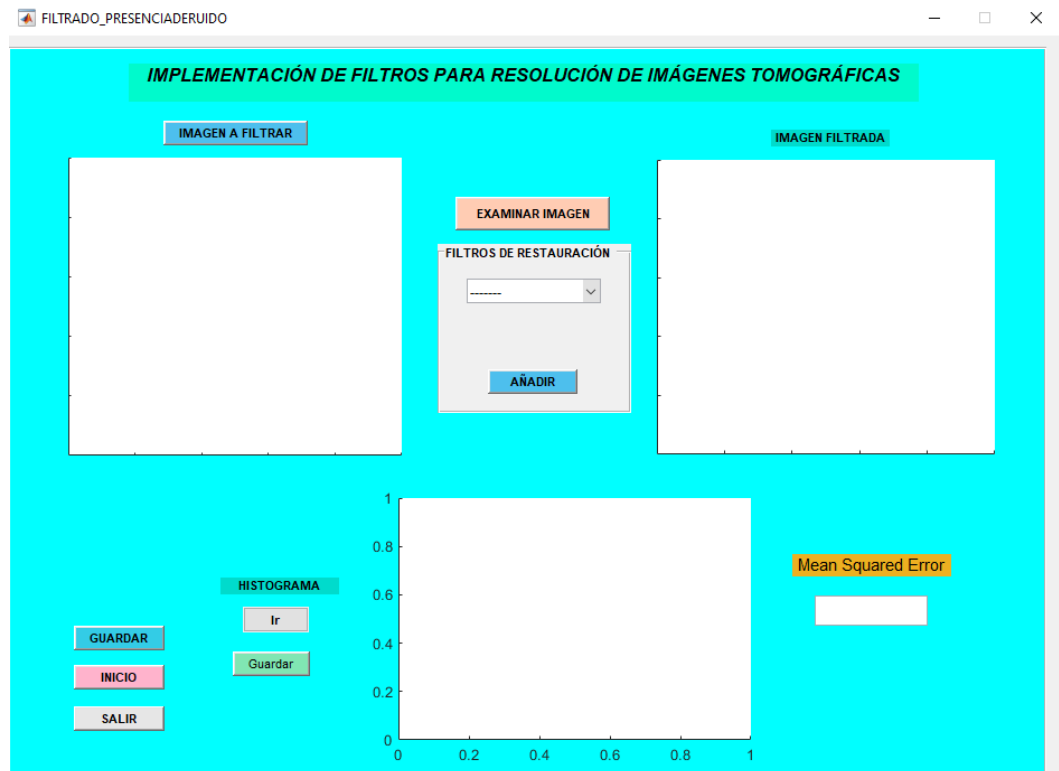 FILTRADO_PRESENCIADERUIDO
IMPLEMENTACIÓN DE FILTROS PARA RESOLUCIÓN DE IMÁGENES TOMOGRÁFICAS
IMAGEN A FILTRAR
IMAGEN FILTRADA
EXAMINAR IMAGEN
FILTROS DE RESTAURACIÓN
-------
AÑADIR
1
0.8
0.6
0.4
0.2
0
0 0.2 0.4 0.6 0.8 1
Mean Squared Error
HISTOGRAMA
Ir
Guardar
GUARDAR
INICIO
SALIR